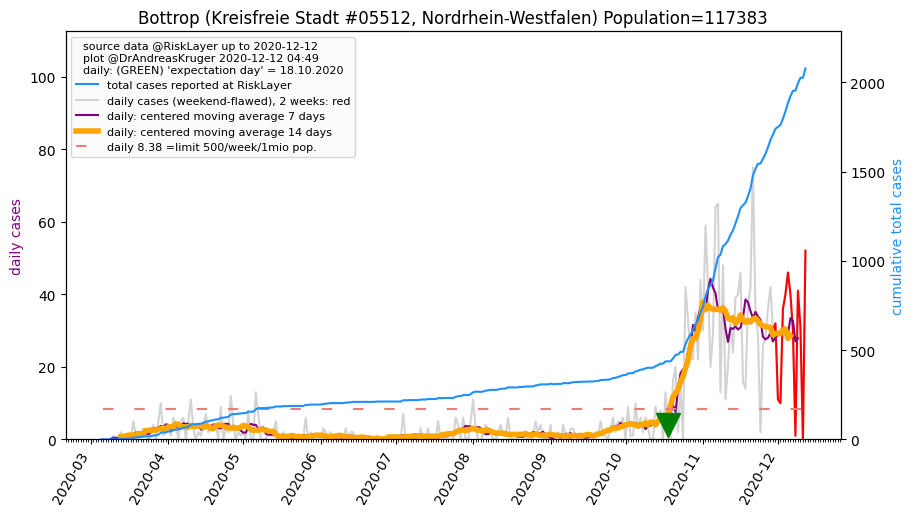 Bottrop (Kreisfreie Stadt #05512, Nordrhein-Westfalen) Population=117383
source data @RiskLayer up to 2020-12-12
plot @DrAndreasKruger 2020-12-12 04:49
daily: (GREEN) 'expectation day' = 18.10.2020
total cases reported at RiskLayer
daily cases (weekend-flawed), 2 weeks: red
daily: centered moving average 7 days
daily: centered moving average 14 days
daily 8.38 =limit 500/week/1mio pop.
daily cases
100
80
60
40
20
0
cumulative total cases
2000
1500
1000
500
0
2020-03
2020-04
2020-05
2020-06
2020-07
2020-08
2020-09
2020-10
2020-11
2020-12